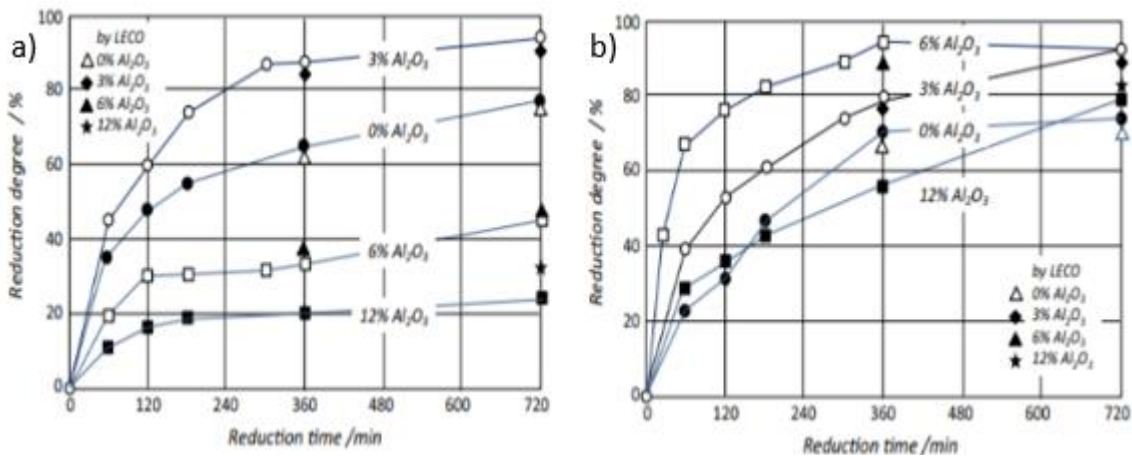 a)
Reduction degree / %
100
80
60
40
20
0
by LECO
0% Al₂O₃
3% Al₂O₃
6% Al₂O₃
12% Al₂O₃
3% Al₂O₃
0% Al₂O₃
6% Al₂O₃
12% Al₂O₃
0 120 240 360 480 600 720
Reduction time /min
b)
Reduction degree / %
100
80
60
40
20
0
6% Al₂O₃
3% Al₂O₃
0% Al₂O₃
12% Al₂O₃
by LECO
0% Al₂O₃
3% Al₂O₃
6% Al₂O₃
12% Al₂O₃
0 120 240 360 480 600 720
Reduction time /min